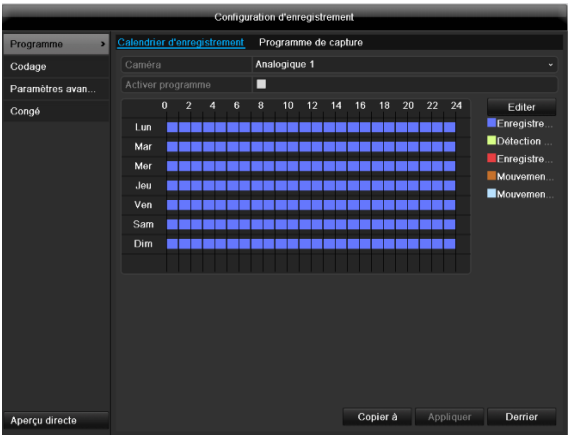 Configuration d'enregistrement
Programme
Codage
Paramètres avan...
Congé
Aperçu directe
Calendrier d'enregistrement Programme de capture
Caméra Analogique 1
Activer programme
0 2 4 6 8 10 12 14 16 18 20 22 24
Lun
Mar
Mer
Jeu
Ven
Sam
Dim
Editer
Enregistre...
Détection ...
Enregistre...
Mouvemen...
Mouvemen...
Copier à Appliquer Derrier